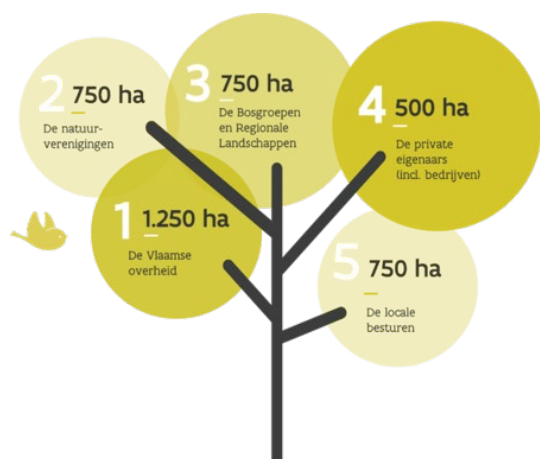 1 1.250 ha
De Vlaamse
overheid
2 750 ha
De natuur-
verenigingen
3 750 ha
De Bosgroepen
en Regionale
Landschappen
4 500 ha
De private
eigenaars
(incl. bedrijven)
5 750 ha
De locale
besturen